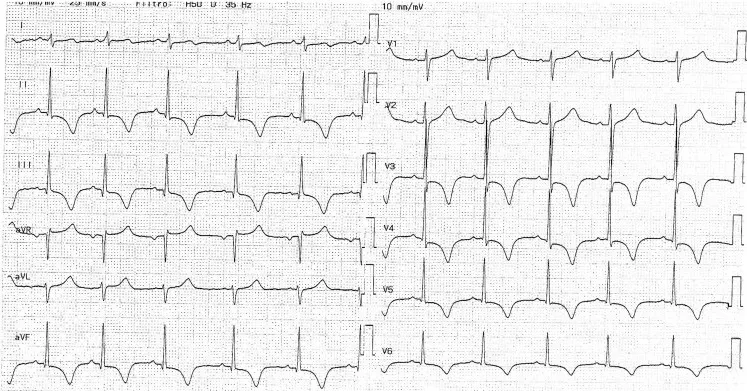 10 mm/mV 25 mm/s Filtro: H50 D 35 Hz
10 mm/mV
I
II
III
aVR
aVL
aVF
V1
V2
V3
V4
V5
V6